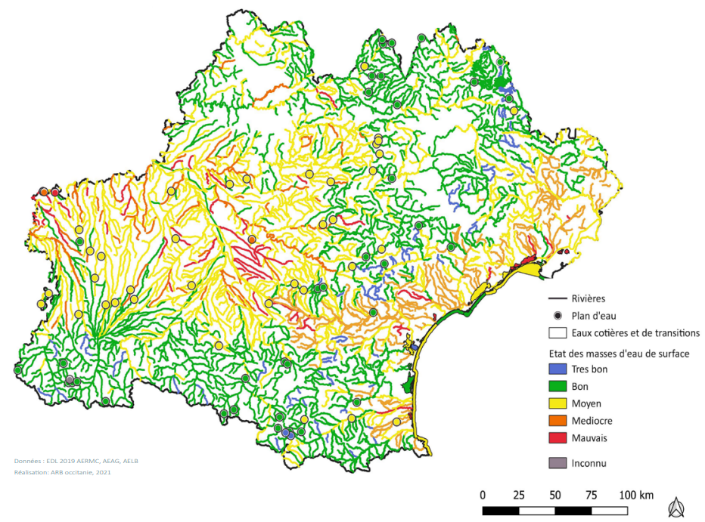 Rivières
Plan d'eau
Eaux cotières et de transitions
Etat des masses d'eau de surface
Tres bon
Bon
Moyen
Mediocre
Mauvais
Inconnu
Données : EDL 2019 AERMC, AEAG, AELB
Réalisation: ARB occitanie, 2021
0 25 50 75 100 km